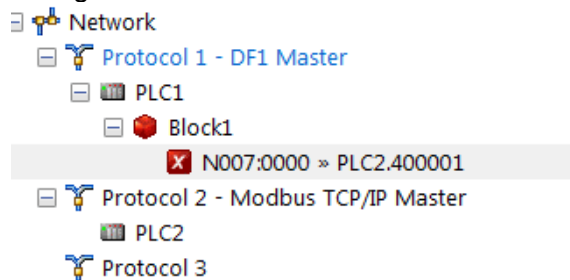 Network
Protocol 1 - DF1 Master
PLC1
Block1
X N007:0000 » PLC2.400001
Protocol 2 - Modbus TCP/IP Master
PLC2
Protocol 3